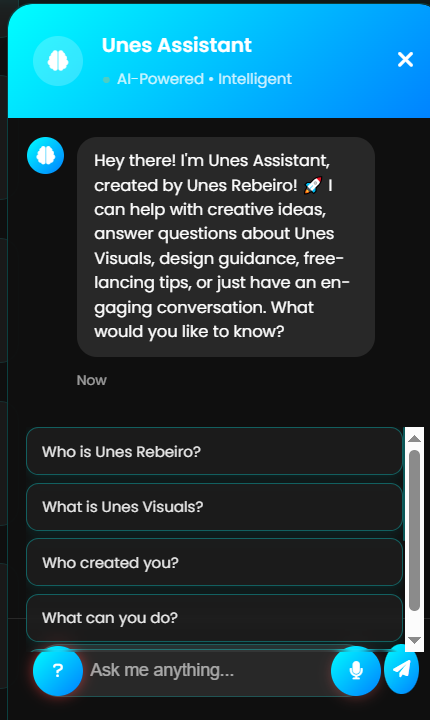 Unes Assistant
AI-Powered • Intelligent
Hey there! I'm Unes Assistant,
created by Unes Rebeiro! 🚀 I
can help with creative ideas,
answer questions about Unes
Visuals, design guidance, free-
lancing tips, or just have an en-
gaging conversation. What
would you like to know?
Now
Who is Unes Rebeiro?
What is Unes Visuals?
Who created you?
What can you do?
? Ask me anything...